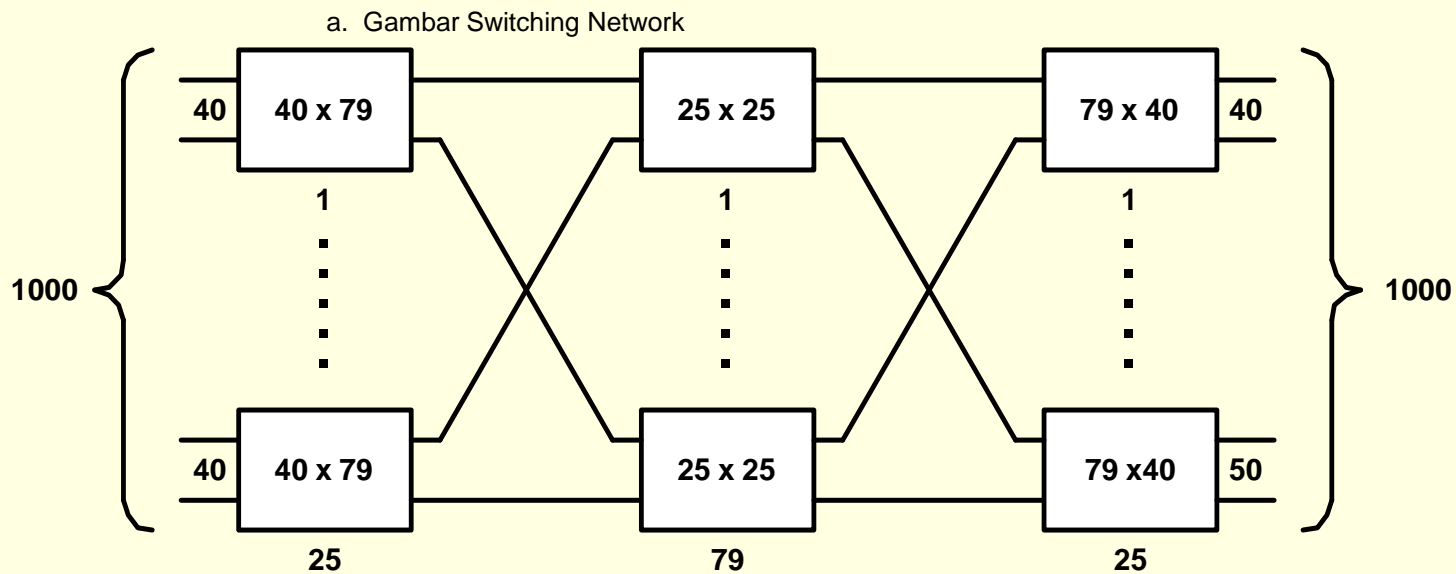 a. Gambar Switching Network
40 40 x 79 25 x 25 79 x 40 40
1 1 1
1000 1000
40 40 x 79 25 x 25 79 x40 50
25 79 25